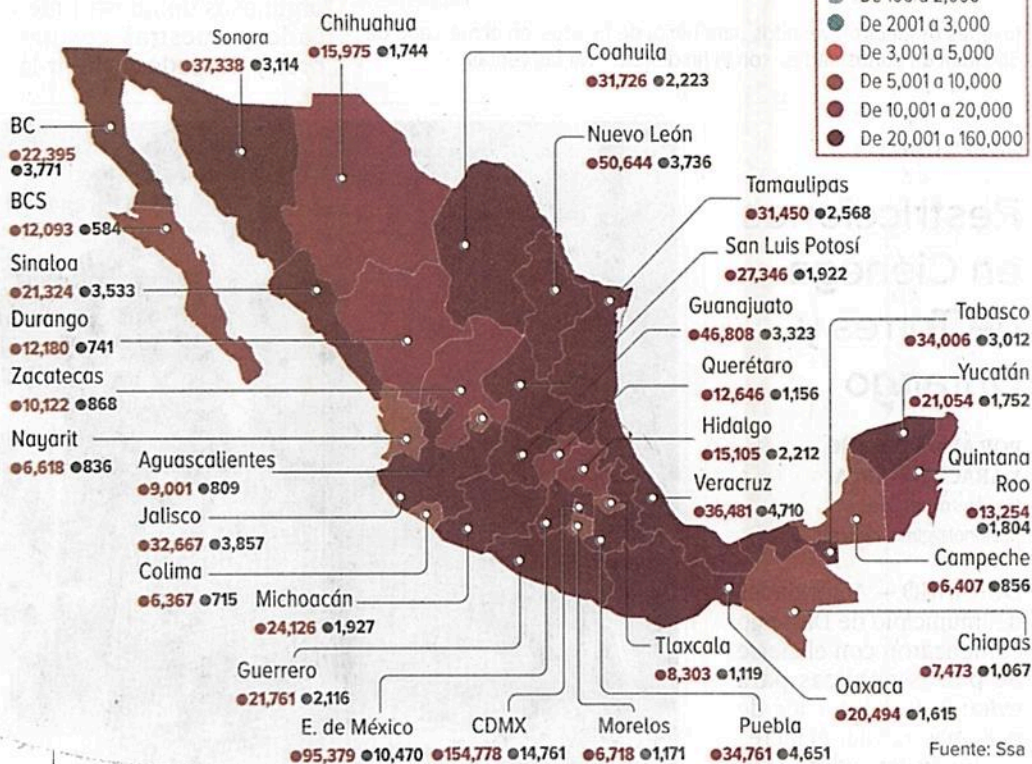 De 2001 a 3,000
De 3,001 a 5,000
De 5,001 a 10,000
De 10,001 a 20,000
De 20,001 a 160,000
Chihuahua
15,975 1,744
Sonora
37,338 3,114
Coahuila
31,726 2,223
BC
22,395
3,771
Nuevo León
50,644 3,736
BCS
12,093 584
Tamaulipas
31,450 2,568
Sinaloa
21,324 3,533
San Luis Potosí
27,346 1,922
Durango
12,180 741
Guanajuato
46,808 3,323
Tabasco
34,006 3,012
Zacatecas
10,122 868
Querétaro
12,646 1,156
Yucatán
21,054 1,752
Nayarit
6,618 836
Hidalgo
15,105 2,212
Quintana
Roo
13,254
1,804
Aguascalientes
9,001 809
Veracruz
36,481 4,710
Jalisco
32,667 3,857
Campeche
6,407 856
Colima
6,367 715
Michoacán
24,126 1,927
Chiapas
7,473 1,067
Tlaxcala
8,303 1,119
Guerrero
21,761 2,116
Oaxaca
20,494 1,615
E. de México
95,379 10,470
CDMX
154,778 14,761
Morelos
6,718 1,171
Puebla
34,761 4,651
Fuente: Ssa